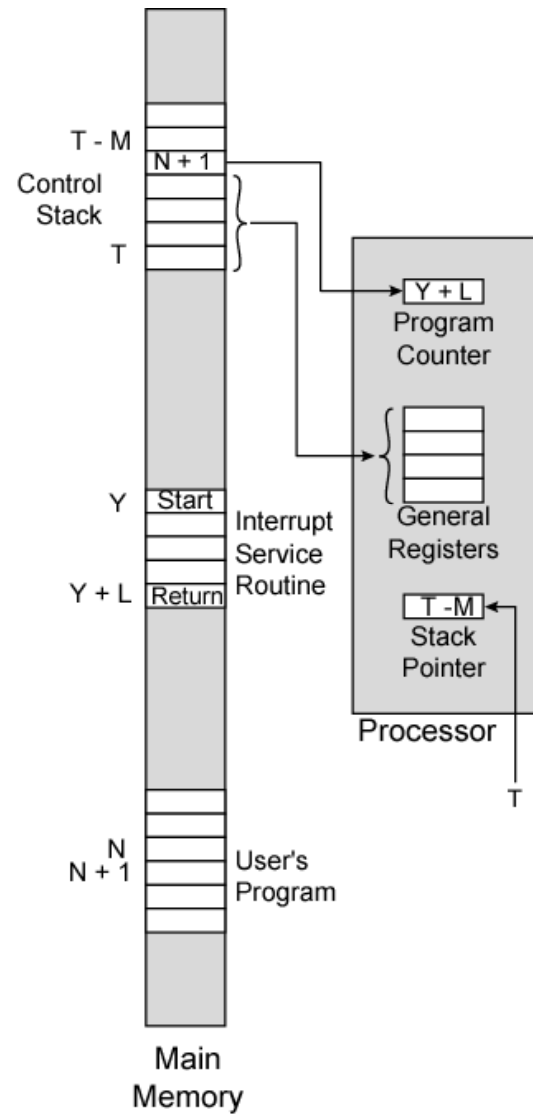 T - M
N + 1
Control
Stack
T
Y + L
Program
Counter
Y
Start
Interrupt
Service
Routine
Y + L
Return
General
Registers
T -M
Stack
Pointer
Processor
T
N
N + 1
User's
Program
Main
Memory